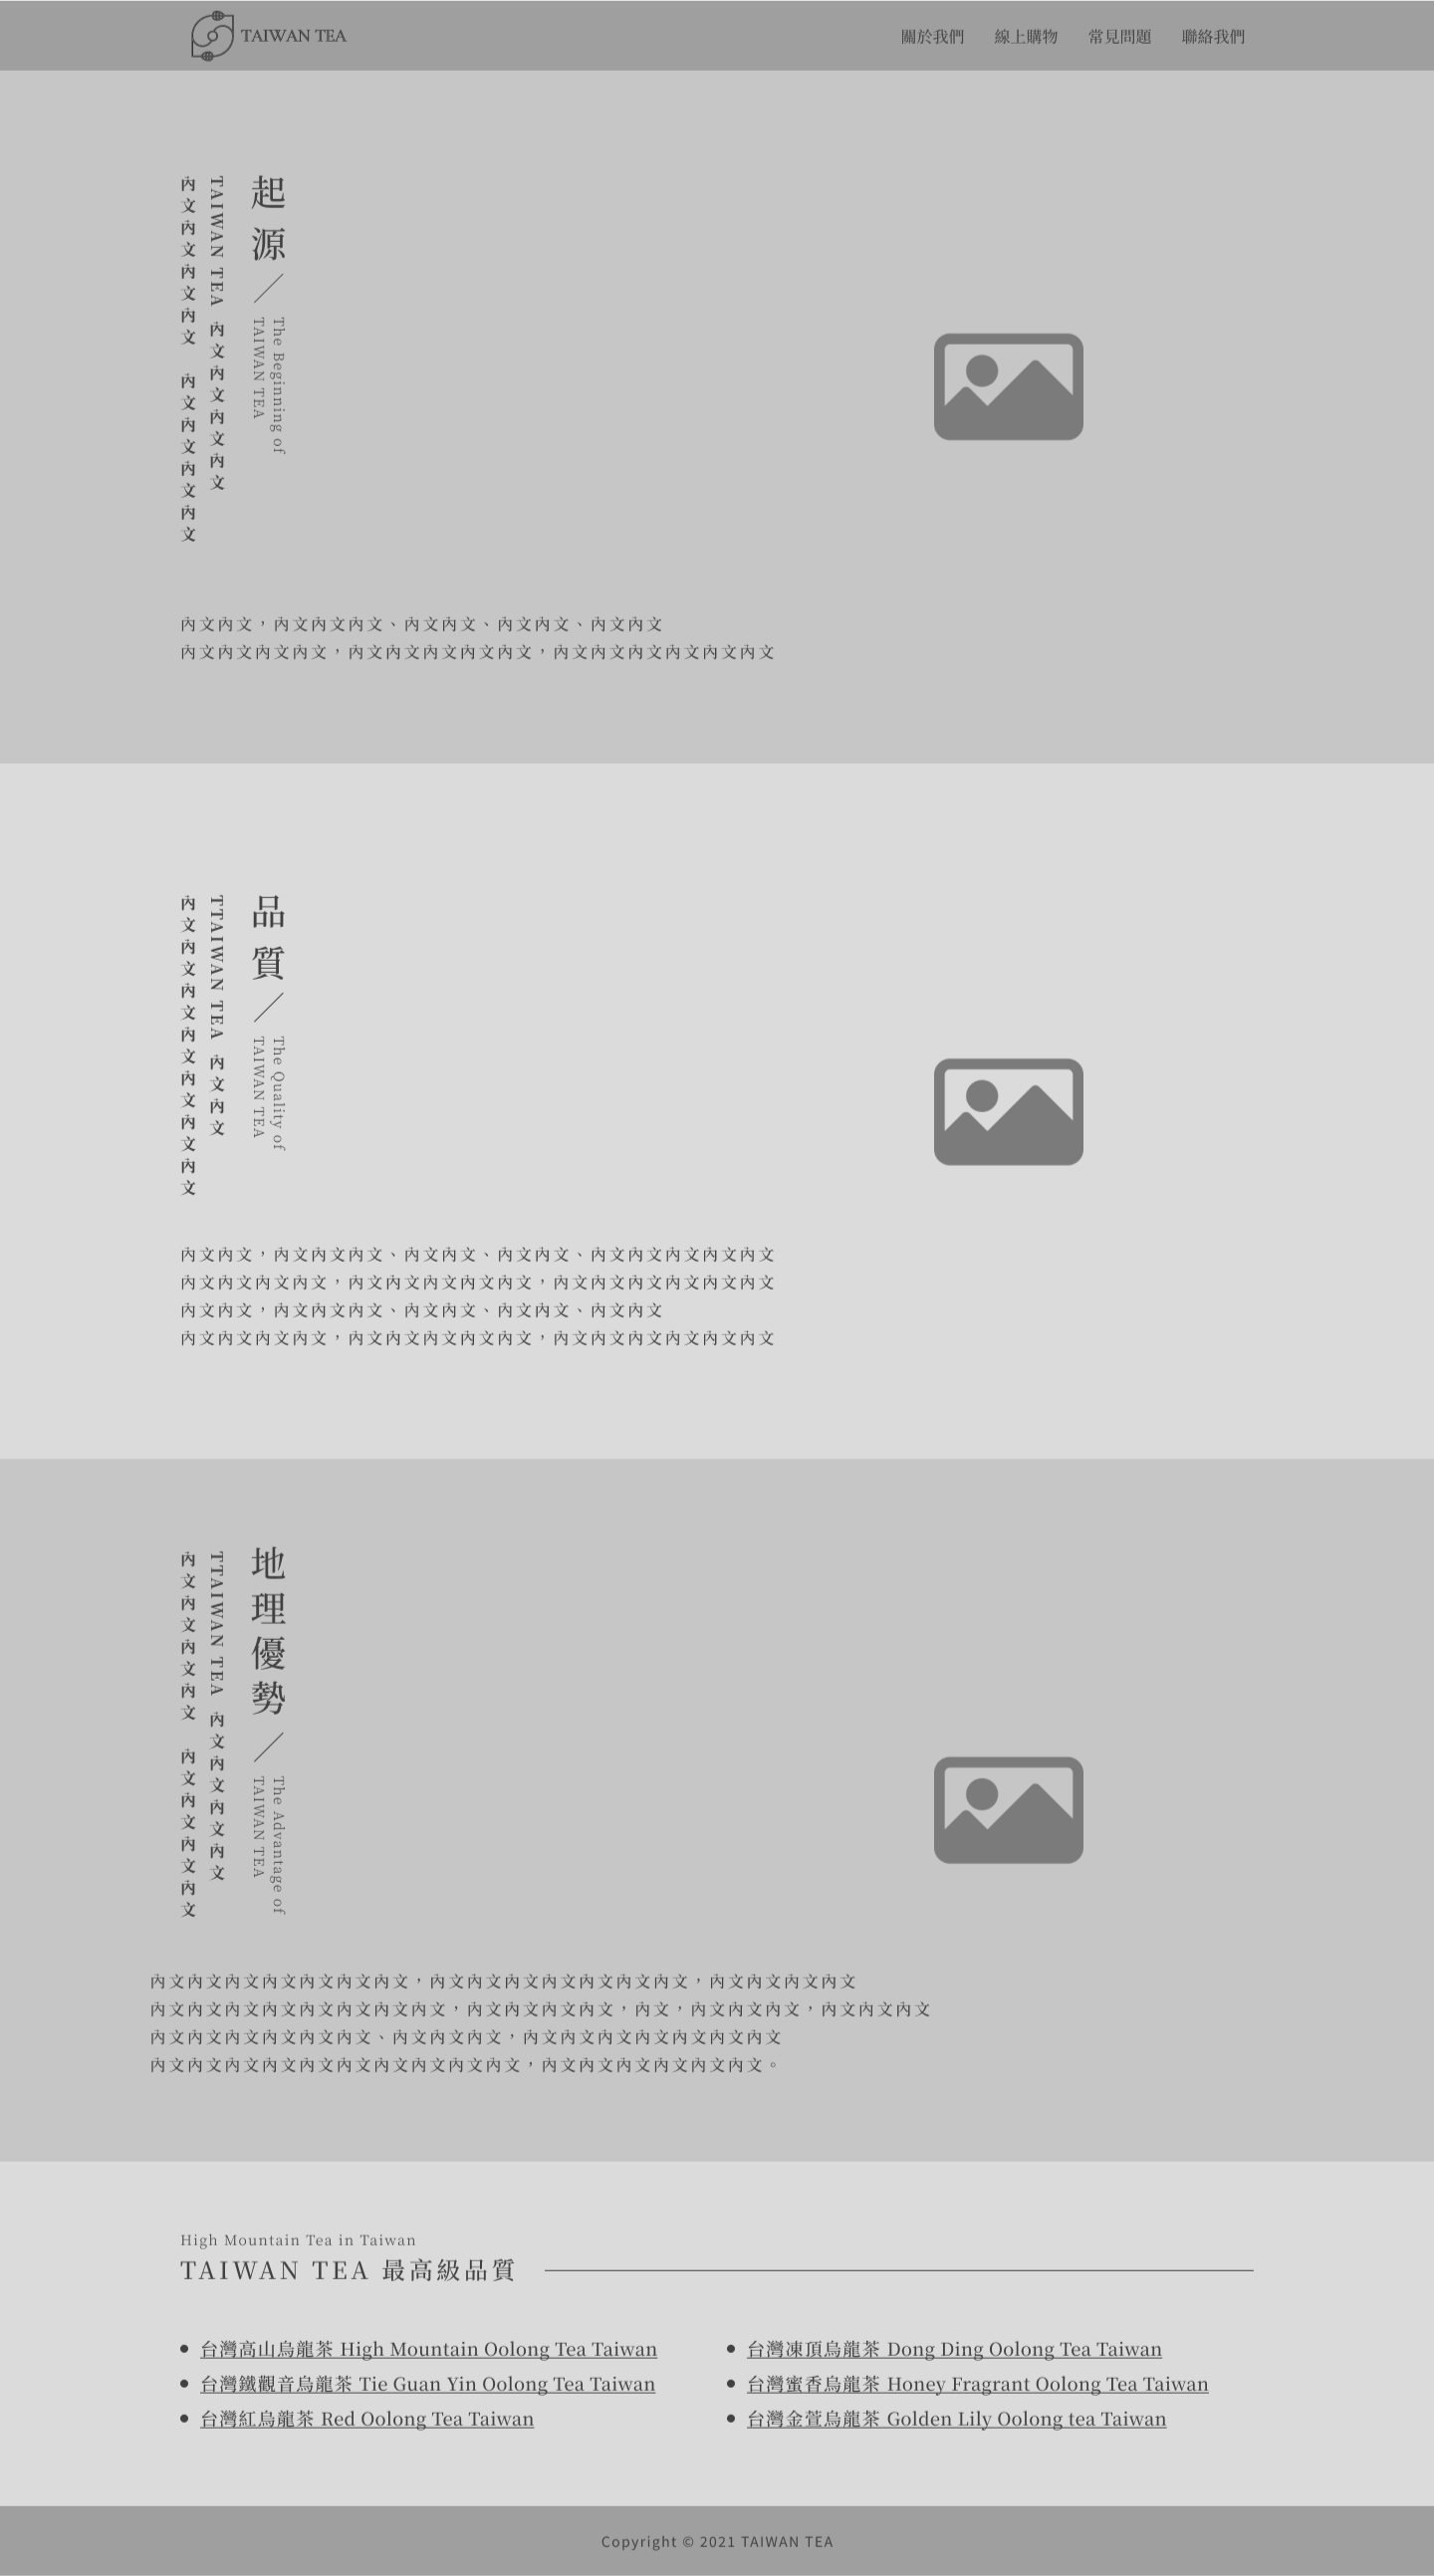 TAIWAN TEA
關於我們 線上購物 常見問題 聯絡我們
起源／
The Beginning of
TAIWAN TEA
TAIWAN TEA 內文內文內文內文
內文內文內文內文 內文內文內文內文
內文內文，內文內文內文、內文內文、內文內文、內文內文
內文內文內文內文，內文內文內文內文內文，內文內文內文內文內文內文
品質／
The Quality of
TAIWAN TEA
TTAIWAN TEA 內文內文
內文內文內文內文內文內文內文
內文內文，內文內文內文、內文內文、內文內文、內文內文內文內文內文
內文內文內文內文，內文內文內文內文內文，內文內文內文內文內文內文
內文內文，內文內文內文、內文內文、內文內文、內文內文
內文內文內文內文，內文內文內文內文內文，內文內文內文內文內文內文
地理優勢／
The Advantage of
TAIWAN TEA
TTAIWAN TEA 內文內文內文內文
內文內文內文內文 內文內文內文內文
內文內文內文內文內文內文內文，內文內文內文內文內文內文內文，內文內文內文內文
內文內文內文內文內文內文內文內文，內文內文內文內文，內文，內文內文內文，內文內文內文
內文內文內文內文內文內文、內文內文內文，內文內文內文內文內文內文內文
內文內文內文內文內文內文內文內文內文內文，內文內文內文內文內文內文。
High Mountain Tea in Taiwan
TAIWAN TEA 最高級品質
台灣高山烏龍茶 High Mountain Oolong Tea Taiwan
台灣鐵觀音烏龍茶 Tie Guan Yin Oolong Tea Taiwan
台灣紅烏龍茶 Red Oolong Tea Taiwan
台灣凍頂烏龍茶 Dong Ding Oolong Tea Taiwan
台灣蜜香烏龍茶 Honey Fragrant Oolong Tea Taiwan
台灣金萱烏龍茶 Golden Lily Oolong tea Taiwan
Copyright © 2021 TAIWAN TEA